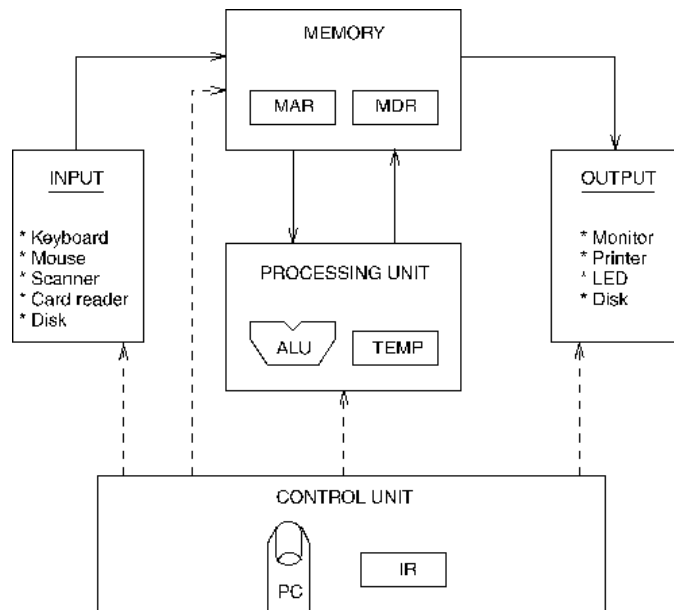 MEMORY
MAR
MDR
INPUT
* Keyboard
* Mouse
* Scanner
* Card reader
* Disk
OUTPUT
* Monitor
* Printer
* LED
* Disk
PROCESSING UNIT
ALU
TEMP
CONTROL UNIT
PC
IR